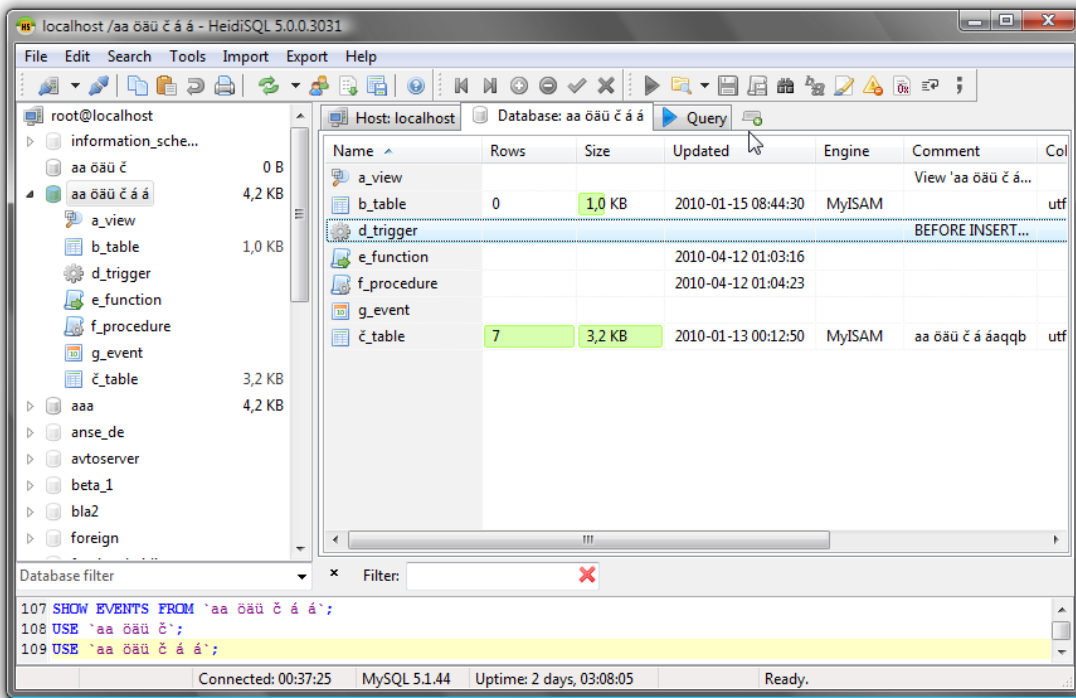 localhost /aa öäü č á á - HeidiSQL 5.0.0.3031
File Edit Search Tools Import Export Help
root@localhost
information_sche...
aa öäü č 0 B
aa öäü č á á 4,2 KB
a_view
b_table 1,0 KB
d_trigger
e_function
f_procedure
g_event
č_table 3,2 KB
aaa 4,2 KB
anse_de
avtoserver
beta_1
bla2
foreign
Host: localhost Database: aa öäü č á á Query
Name Rows Size Updated Engine Comment Col
a_view View 'aa öäü č á...
b_table 0 1,0 KB 2010-01-15 08:44:30 MyISAM utf
d_trigger BEFORE INSERT...
e_function 2010-04-12 01:03:16
f_procedure 2010-04-12 01:04:23
g_event
č_table 7 3,2 KB 2010-01-13 00:12:50 MyISAM aa öäü č á áaqqb utf
Database filter
Filter:
107 SHOW EVENTS FROM `aa öäü č á á`;
108 USE `aa öäü č`;
109 USE `aa öäü č á á`;
Connected: 00:37:25 MySQL 5.1.44 Uptime: 2 days, 03:08:05 Ready.